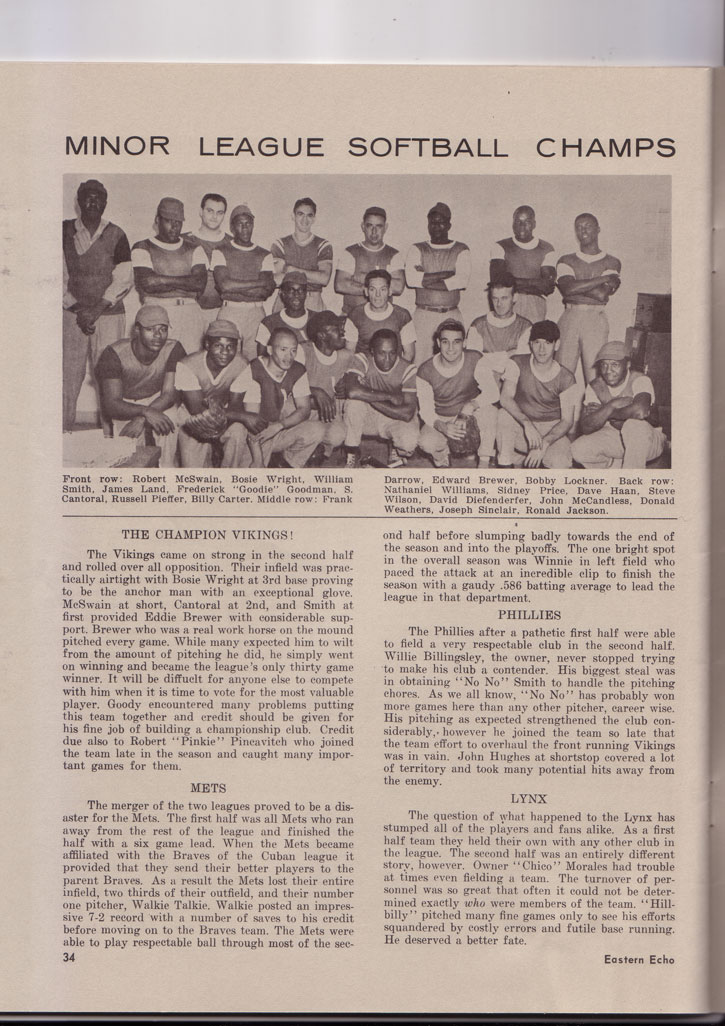 MINOR LEAGUE SOFTBALL CHAMPS
Front row: Robert McSwain, Bosie Wright, William
Smith, James Land, Frederick "Goodie" Goodman, S.
Cantoral, Russell Pieffer, Billy Carter. Middle row: Frank
Darrow, Edward Brewer, Bobby Lockner. Back row:
Nathaniel Williams, Sidney Price, Dave Haan, Steve
Wilson, David Diefenderfer, John McCandless, Donald
Weathers, Joseph Sinclair, Ronald Jackson.
THE CHAMPION VIKINGS!
The Vikings came on strong in the second half
and rolled over all opposition. Their infield was prac-
tically airtight with Bosie Wright at 3rd base proving
to be the anchor man with an exceptional glove.
McSwain at short, Cantoral at 2nd, and Smith at
first provided Eddie Brewer with considerable sup-
port. Brewer who was a real work horse on the mound
pitched every game. While many expected him to wilt
from the amount of pitching he did, he simply went
on winning and became the league's only thirty game
winner. It will be diffuclt for anyone else to compete
with him when it is time to vote for the most valuable
player. Goody encountered many problems putting
this team together and credit should be given for
his fine job of building a championship club. Credit
due also to Robert "Pinkie" Pincavitch who joined
the team late in the season and caught many impor-
tant games for them.
METS
The merger of the two leagues proved to be a dis-
aster for the Mets. The first half was all Mets who ran
away from the rest of the league and finished the
half with a six game lead. When the Mets became
affiliated with the Braves of the Cuban league it
provided that they send their better players to the
parent Braves. As a result the Mets lost their entire
infield, two thirds of their outfield, and their number
one pitcher, Walkie Talkie. Walkie posted an impres-
sive 7-2 record with a number of saves to his credit
before moving on to the Braves team. The Mets were
able to play respectable ball through most of the sec-
ond half before slumping badly towards the end of
the season and into the playoffs. The one bright spot
in the overall season was Winnie in left field who
paced the attack at an incredible clip to finish the
season with a gaudy .586 batting average to lead the
league in that department.
PHILLIES
The Phillies after a pathetic first half were able
to field a very respectable club in the second half.
Willie Billingsley, the owner, never stopped trying
to make his club a contender. His biggest steal was
in obtaining "No No" Smith to handle the pitching
chores. As we all know, "No No" has probably won
more games here than any other pitcher, career wise.
His pitching as expected strengthened the club con-
siderably, however he joined the team so late that
the team effort to overhaul the front running Vikings
was in vain. John Hughes at shortstop covered a lot
of territory and took many potential hits away from
the enemy.
LYNX
The question of what happened to the Lynx has
stumped all of the players and fans alike. As a first
half team they held their own with any other club in
the league. The second half was an entirely different
story, however. Owner "Chico" Morales had trouble
at times even fielding a team. The turnover of per-
sonnel was so great that often it could not be deter-
mined exactly who were members of the team. "Hill-
billy" pitched many fine games only to see his efforts
squandered by costly errors and futile base running.
He deserved a better fate.
34
Eastern Echo